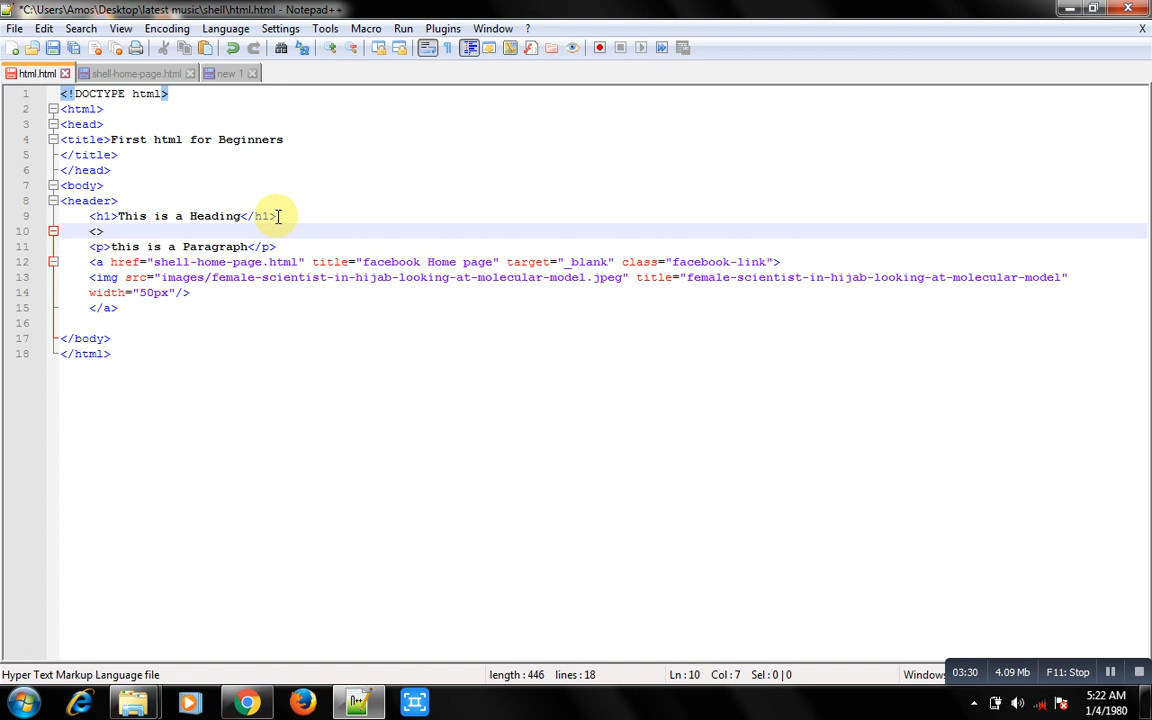 *C:\Users\Amos\Desktop\latest music\shell\html.html - Notepad++
File Edit Search View Encoding Language Settings Tools Macro Run Plugins Window ? X
html.html shell-home-page.html new 1
1 <!DOCTYPE html>
2 <html>
3 <head>
4 <title>First html for Beginners
5 </title>
6 </head>
7 <body>
8 <header>
9 <h1>This is a Heading</h1>
10 <>
11 <p>this is a Paragraph</p>
12 <a href="shell-home-page.html" title="facebook Home page" target="_blank" class="facebook-link">
13 <img src="images/female-scientist-in-hijab-looking-at-molecular-model.jpeg" title="female-scientist-in-hijab-looking-at-molecular-model"
14 width="50px"/>
15 </a>
16
17 </body>
18 </html>
Hyper Text Markup Language file length : 446 lines : 18 Ln : 10 Col : 7 Sel : 0 | 0 Windows
03:30 4.09 Mb F11: Stop
5:22 AM
1/4/1980